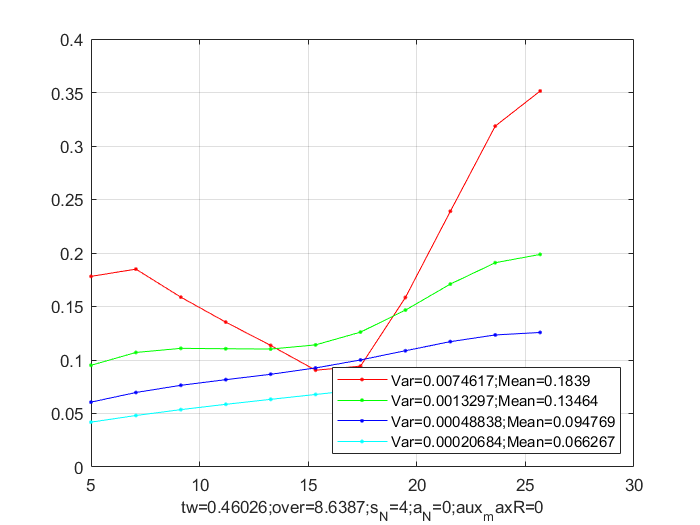 0.4
0.35
0.3
0.25
0.2
0.15
0.1
0.05
0
Var=0.0074617;Mean=0.1839
Var=0.0013297;Mean=0.13464
Var=0.00048838;Mean=0.094769
Var=0.00020684;Mean=0.066267
5 10 15 20 25 30
tw=0.46026;over=8.6387;s_N=4;a_N=0;aux_maxR=0